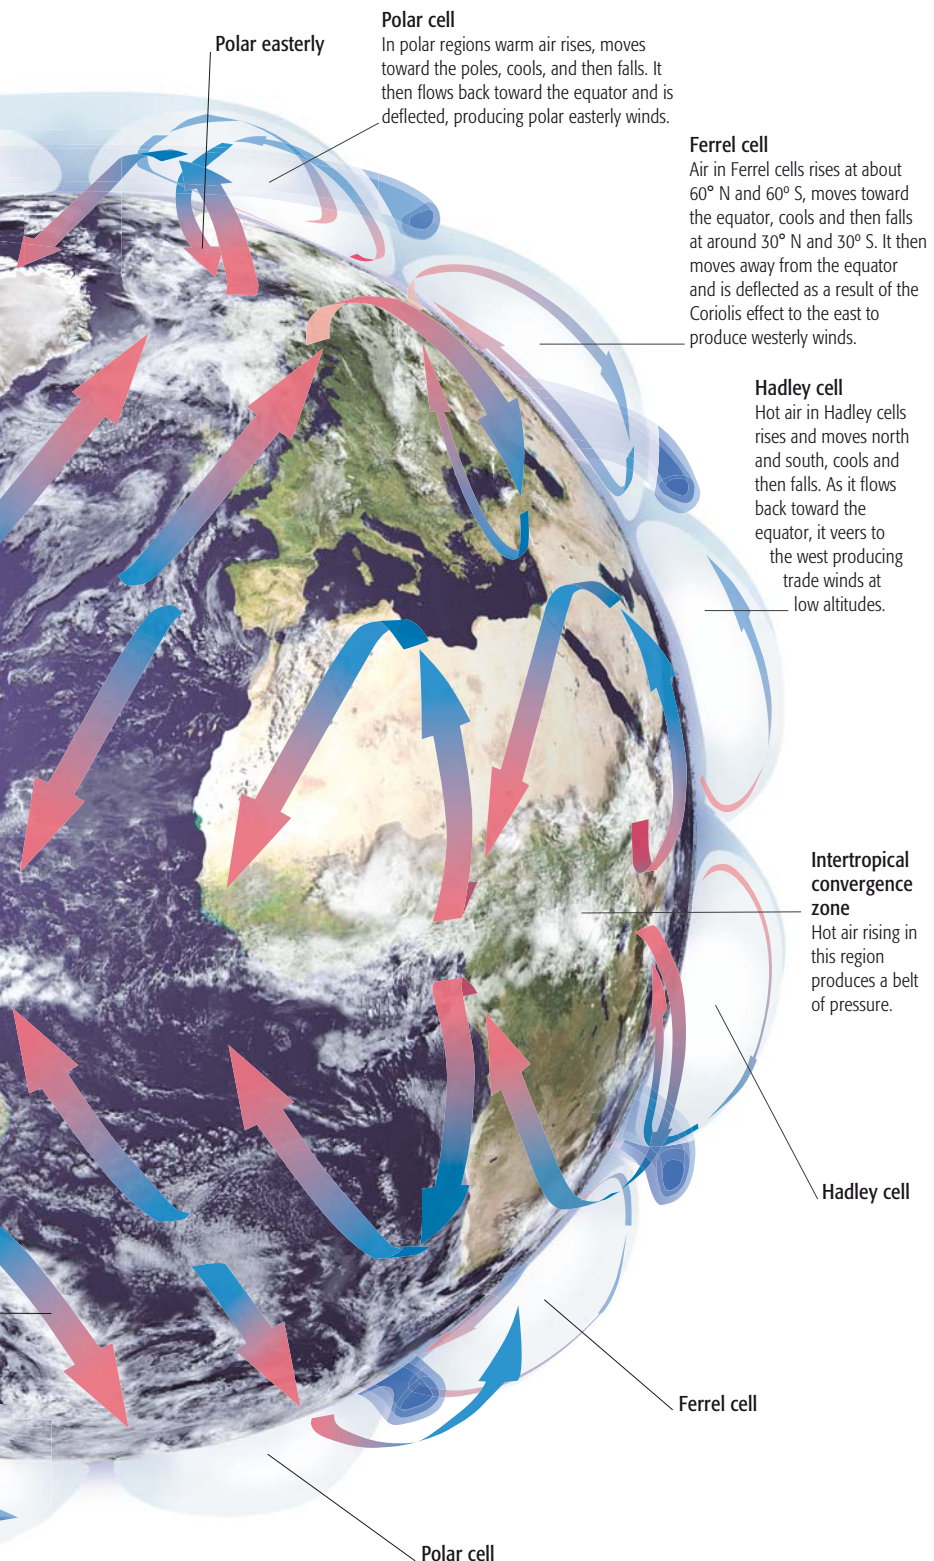 Polar easterly
Polar cell
In polar regions warm air rises, moves
toward the poles, cools, and then falls. It
then flows back toward the equator and is
deflected, producing polar easterly winds.
Ferrel cell
Air in Ferrel cells rises at about
60° N and 60º S, moves toward
the equator, cools and then falls
at around 30° N and 30º S. It then
moves away from the equator
and is deflected as a result of the
Coriolis effect to the east to
produce westerly winds.
Hadley cell
Hot air in Hadley cells
rises and moves north
and south, cools and
then falls. As it flows
back toward the
equator, it veers to
the west producing
trade winds at
low altitudes.
Intertropical
convergence
zone
Hot air rising in
this region
produces a belt
of pressure.
Hadley cell
Ferrel cell
Polar cell